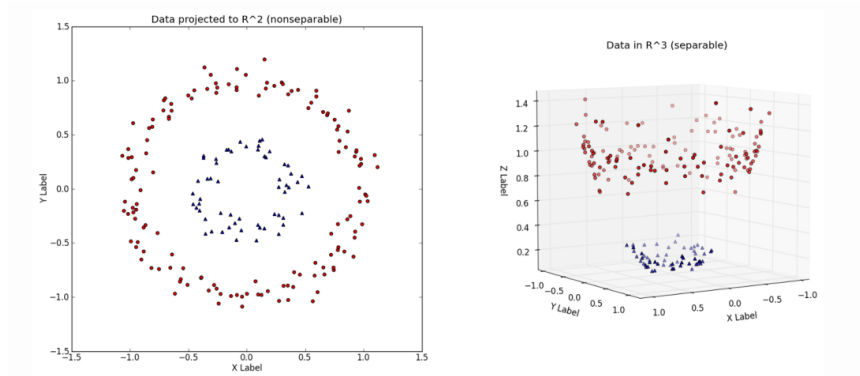 Data projected to R^2 (nonseparable)
1.5
1.0
0.5
0.0
−0.5
−1.0
−1.5
Y Label
−1.5 −1.0 −0.5 0.0 0.5 1.0 1.5
X Label
Data in R^3 (separable)
1.4
1.2
1.0
0.8
0.6
0.4
0.2
Z Label
−1.0 −0.5 0.0 0.5 1.0
Y Label
1.0 0.5 0.0 −0.5 −1.0
X Label